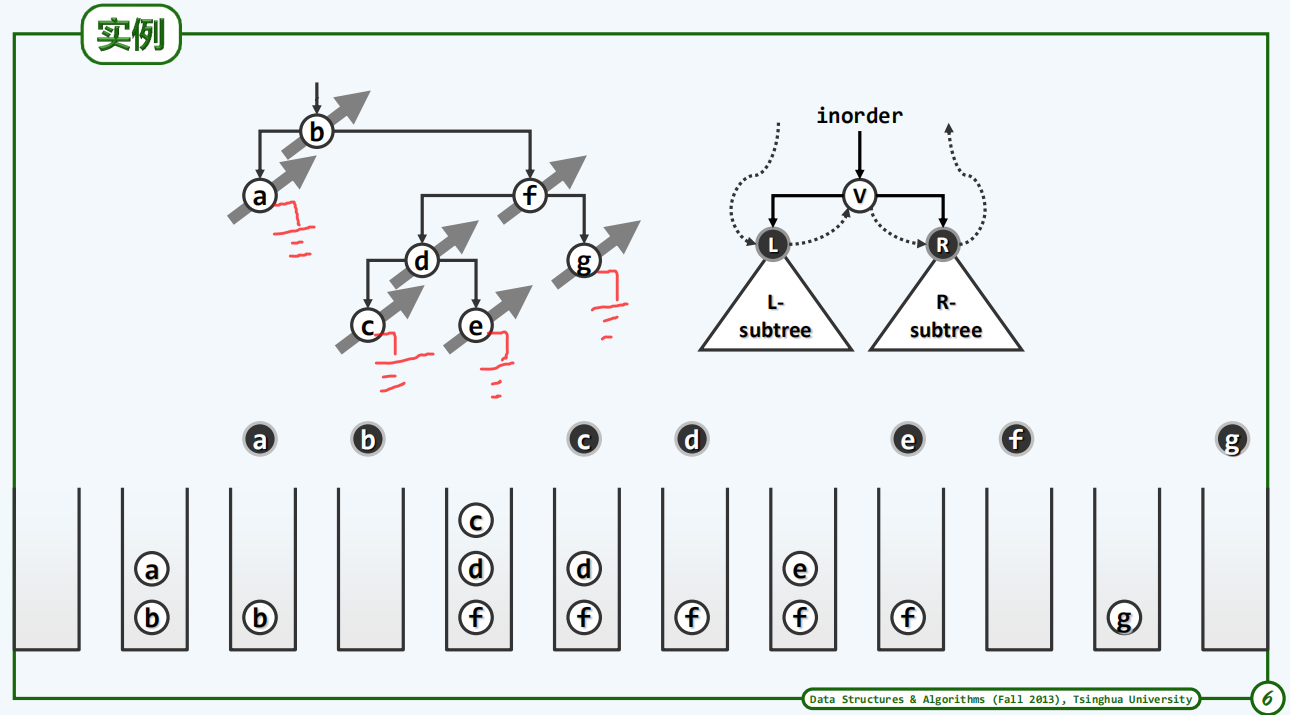 实例
inorder
b
a
f
V
d
g
L
R
c
e
L-
subtree
R-
subtree
a b c d e f g
c
a d d e
b b f f f f f g
Data Structures & Algorithms (Fall 2013), Tsinghua University
6